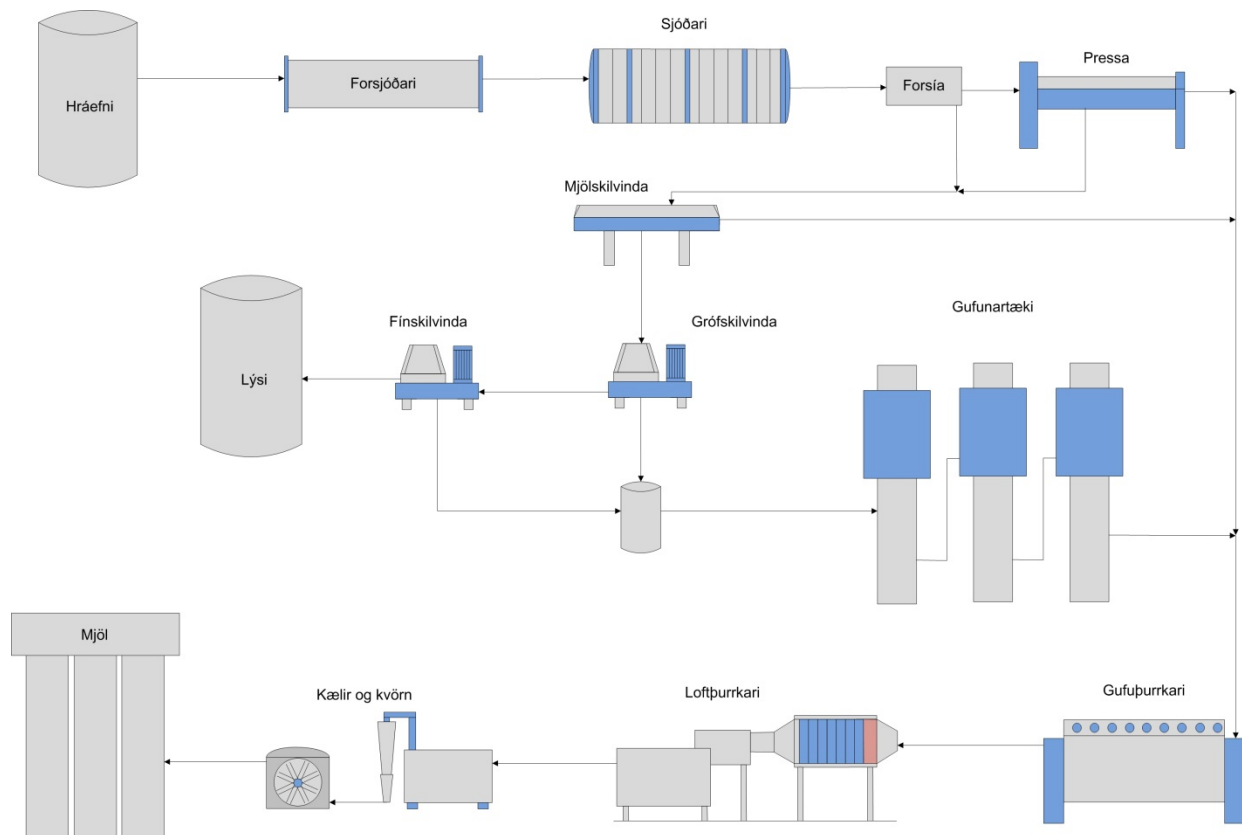 Sjóðari
Pressa
Hráefni
Forsjóðari
Forsía
Mjölskilvinda
Fínskilvinda
Grófskilvinda
Gufunartæki
Lýsi
Mjöl
Kælir og kvörn
Loftþurrkari
Gufuþurrkari